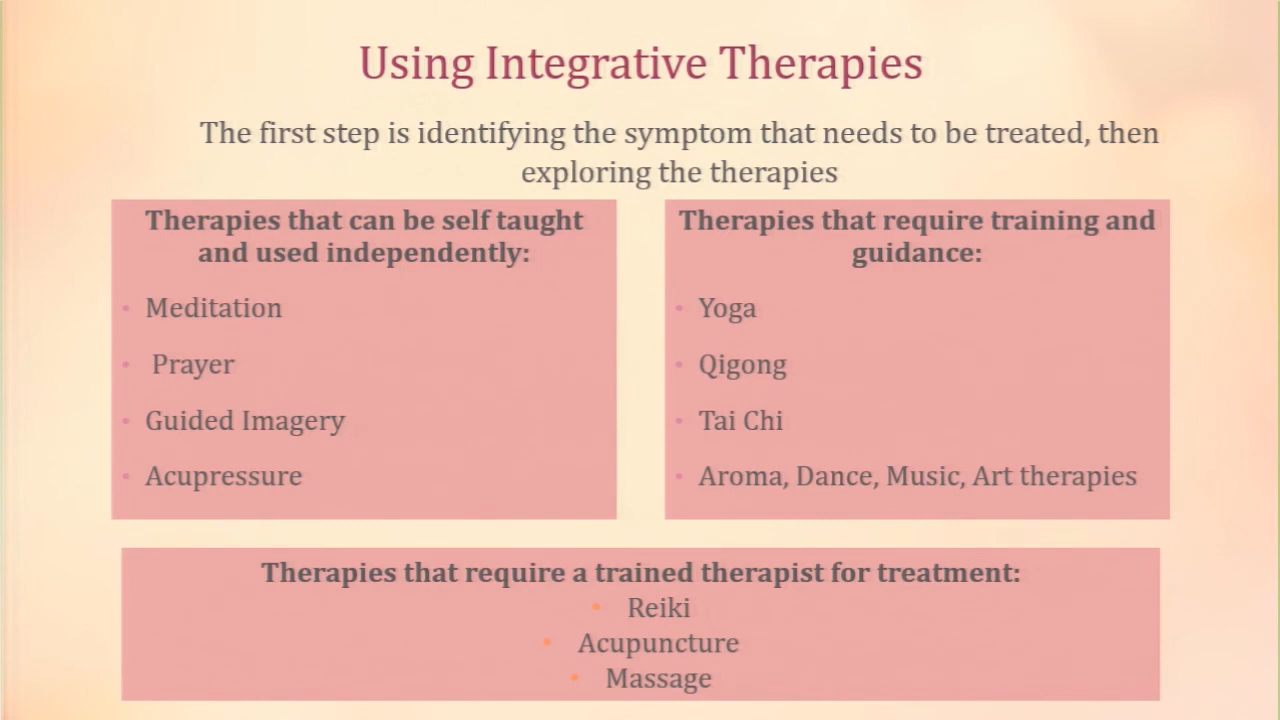 Using Integrative Therapies
The first step is identifying the symptom that needs to be treated, then
exploring the therapies
Therapies that can be self taught
and used independently:
• Meditation
• Prayer
• Guided Imagery
• Acupressure
Therapies that require training and
guidance:
• Yoga
• Qigong
• Tai Chi
• Aroma, Dance, Music, Art therapies
Therapies that require a trained therapist for treatment:
• Reiki
• Acupuncture
• Massage